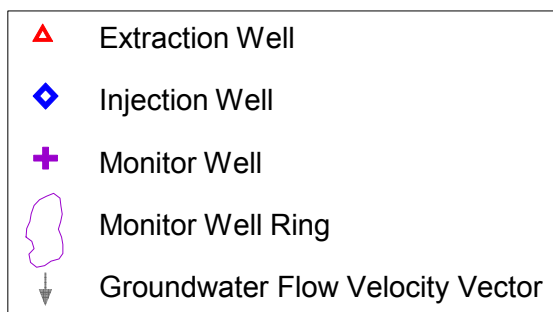 Extraction Well
Injection Well
Monitor Well
Monitor Well Ring
Groundwater Flow Velocity Vector